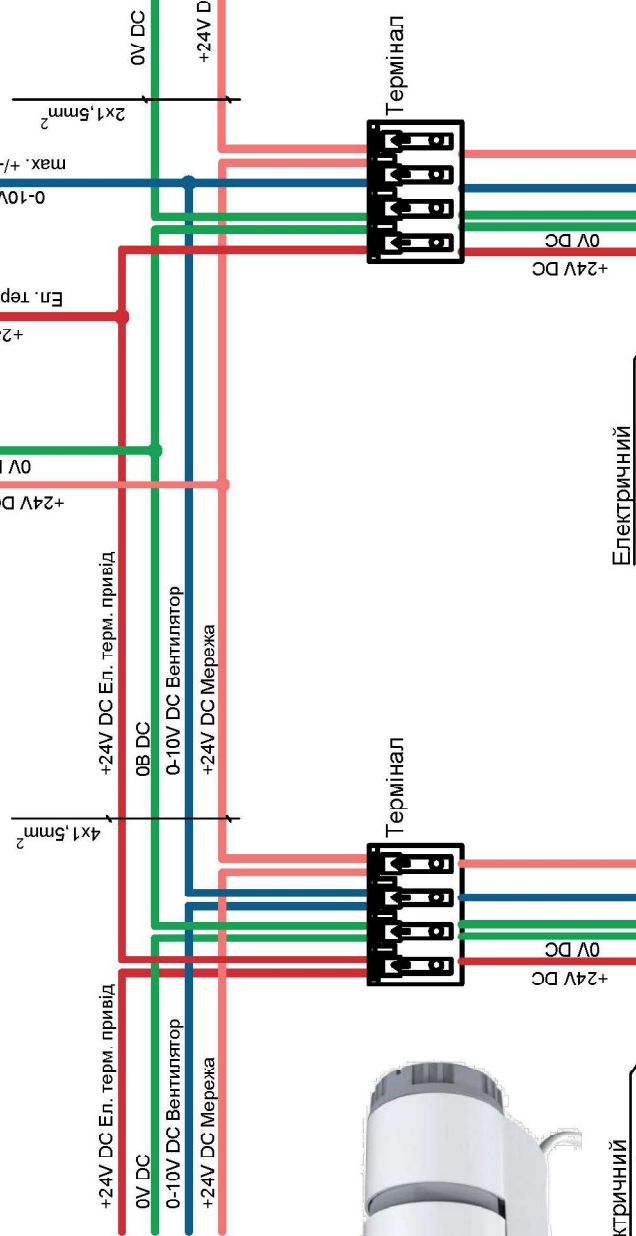 0V DC
+24V D
2x1,5mm²
Термінал
max. +/-
0-10V
0V DC
+24V DC
Ел. тер
+2
0V
+24V DC
Електричний
+24V DC Ел. терм. привід
0В DC
0-10V DC Вентилятор
+24V DC Мережа
4x1,5mm²
Термінал
0V DC
+24V DC
+24V DC Ел. терм. привід
0V DC
0-10V DC Вентилятор
+24V DC Мережа
ктричний